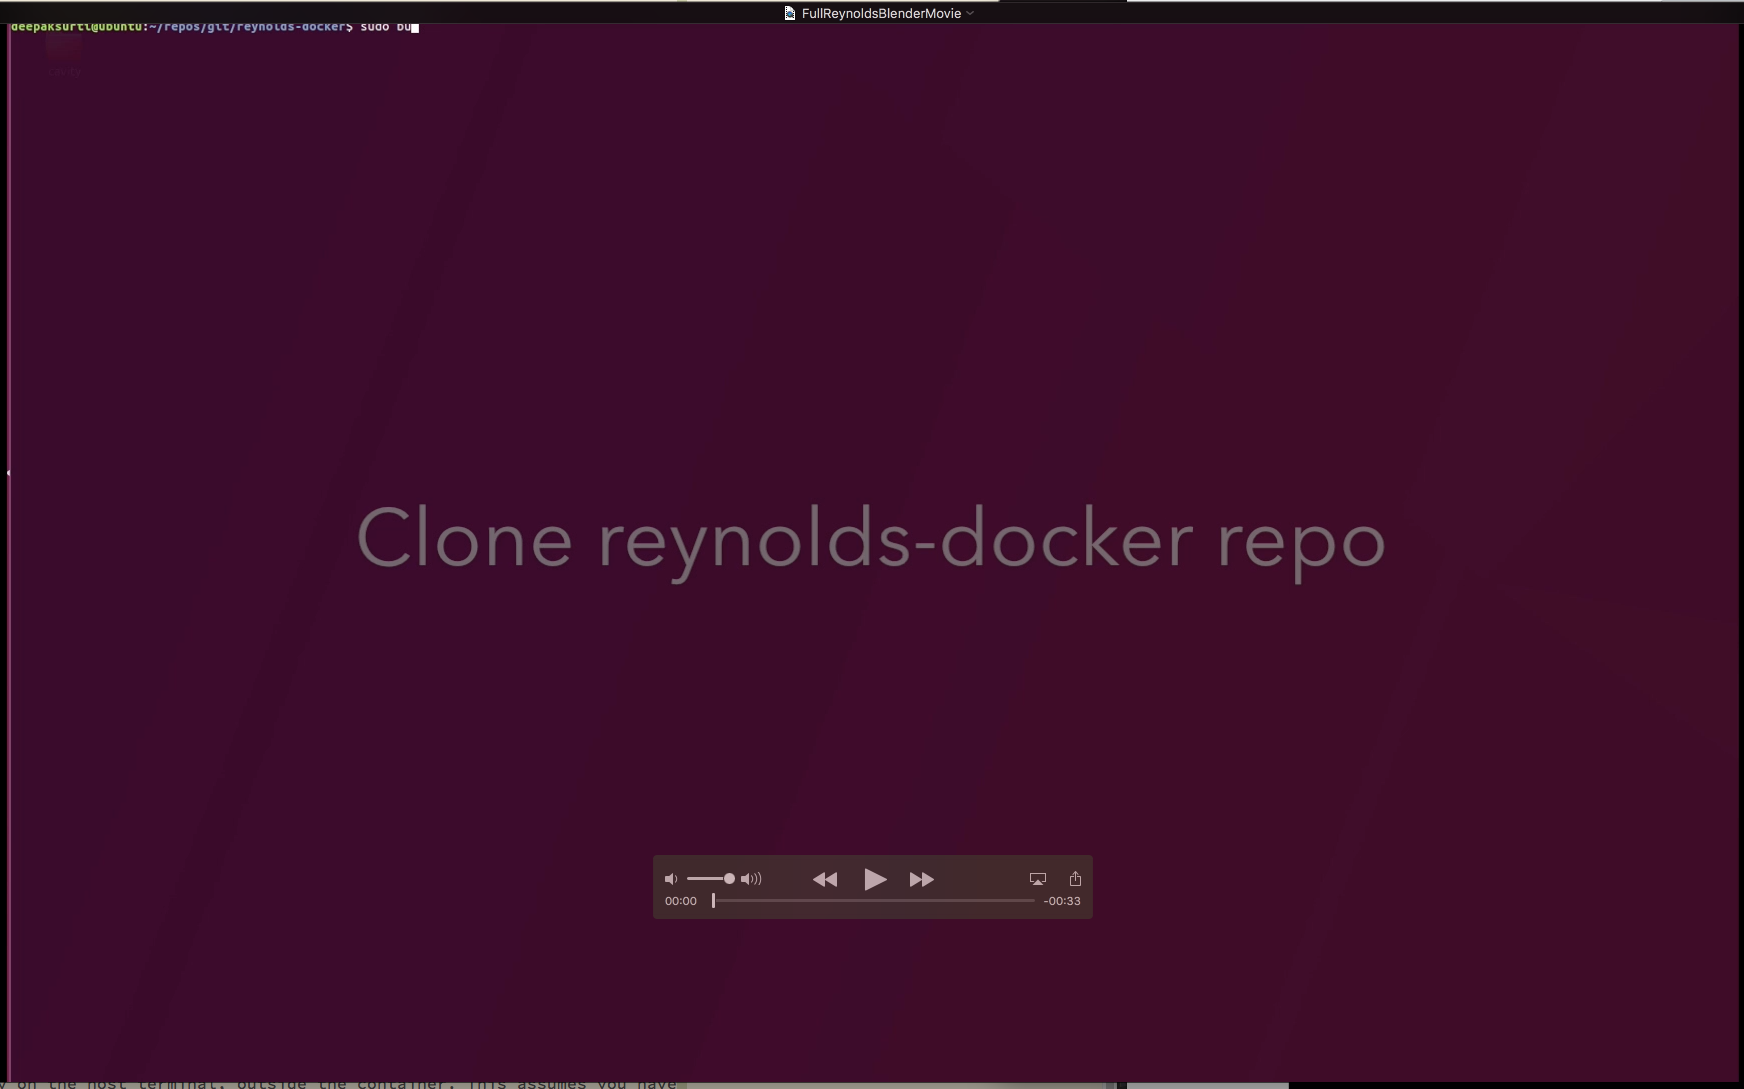 FullReynoldsBlenderMovie
deepaksurti@ubuntu:~/repos/git/reynolds-docker$ sudo bu
Clone reynolds-docker repo
00:00
-00:33
on the host terminal, outside the container. This assumes you have